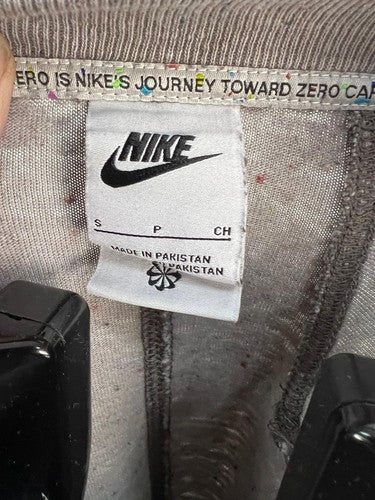 ERO IS NIKE'S JOURNEY TOWARD ZERO CAR
NIKE
S P CH
MADE IN PAKISTAN
PAKISTAN